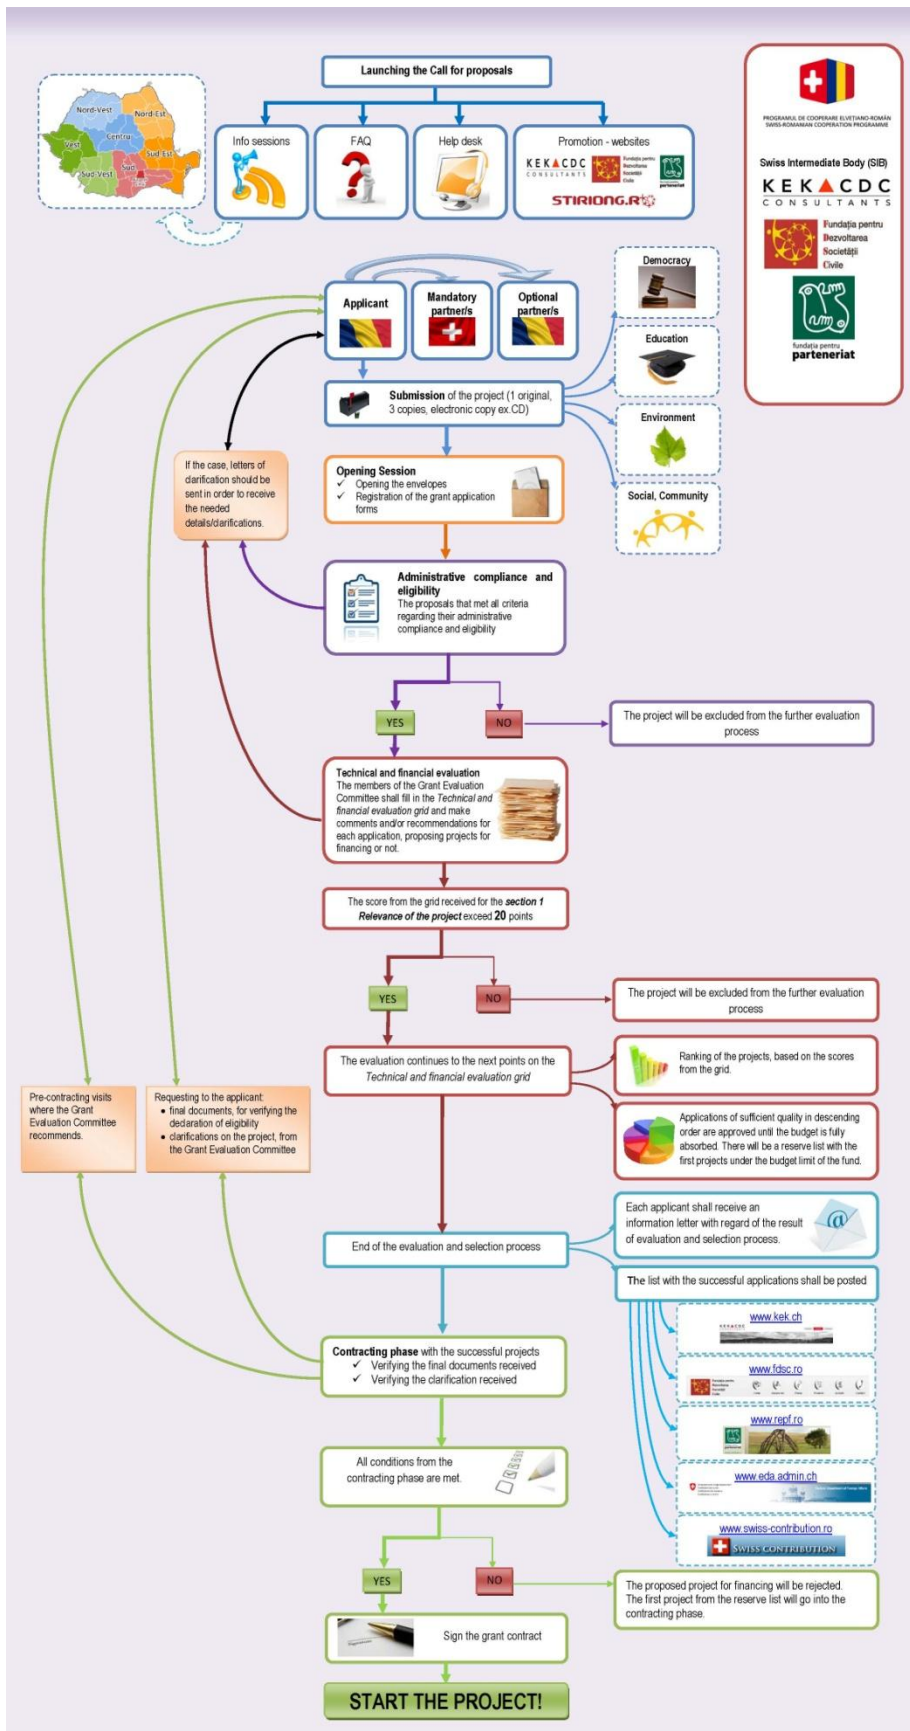 Launching the Call for proposals
Nord-Vest
Nord-Est
Vest
Centru
Sud-Est
Sud-Vest
Sud
Info sessions
FAQ
Help desk
Promotion - websites
KEK CDC
CONSULTANTS
Fundația pentru
Dezvoltarea
Societății
Civile
parteneriat
STIRIONG.RO
PROGRAMUL DE COOPERARE ELVEȚIANO-ROMÂN
SWISS-ROMANIAN COOPERATION PROGRAMME
Swiss Intermediate Body (SIB)
KEK CDC
CONSULTANTS
Fundația pentru
Dezvoltarea
Societății
Civile
fundația pentru
parteneriat
Applicant
Mandatory
partner/s
Optional
partner/s
Democracy
Education
Environment
Social, Community
Submission of the project (1 original,
3 copies, electronic copy ex.CD)
If the case, letters of
clarification should be
sent in order to receive
the needed
details/clarifications.
Opening Session
✓ Opening the envelopes
✓ Registration of the grant application
forms
Administrative compliance and
eligibility
The proposals that met all criteria
regarding their administrative
compliance and eligibility
YES
NO
The project will be excluded from the further evaluation
process
Technical and financial evaluation
The members of the Grant Evaluation
Committee shall fill in the Technical and
financial evaluation grid and make
comments and/or recommendations for
each application, proposing projects for
financing or not.
The score from the grid received for the section 1
Relevance of the project exceed 20 points
YES
NO
The project will be excluded from the further evaluation
process
The evaluation continues to the next points on the
Technical and financial evaluation grid
Ranking of the projects, based on the scores
from the grid.
Applications of sufficient quality in descending
order are approved until the budget is fully
absorbed. There will be a reserve list with the
first projects under the budget limit of the fund.
Pre-contracting visits
where the Grant
Evaluation Committee
recommends.
Requesting to the applicant:
• final documents, for verifying the
declaration of eligibility
• clarifications on the project, from
the Grant Evaluation Committee
End of the evaluation and selection process
Each applicant shall receive an
information letter with regard of the result
of evaluation and selection process.
@
The list with the successful applications shall be posted
www.kek.ch
KEK CDC
www.fdsc.ro
www.repf.ro
parteneriat
www.eda.admin.ch
www.swiss-contribution.ro
SWISS CONTRIBUTION
Contracting phase with the successful projects
✓ Verifying the final documents received
✓ Verifying the clarification received
All conditions from the
contracting phase are met.
YES
NO
The proposed project for financing will be rejected.
The first project from the reserve list will go into the
contracting phase.
Sign the grant contract
START THE PROJECT!